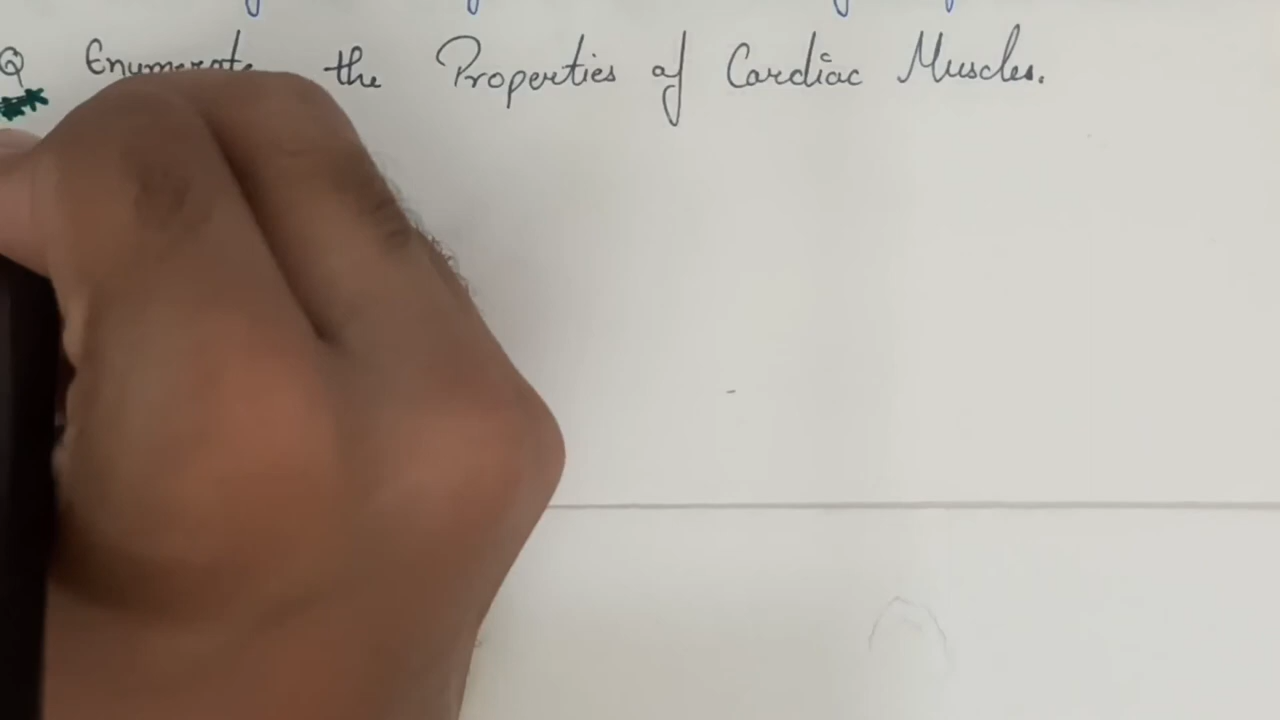 Q Enumerate the Properties of Cardiac Muscles.